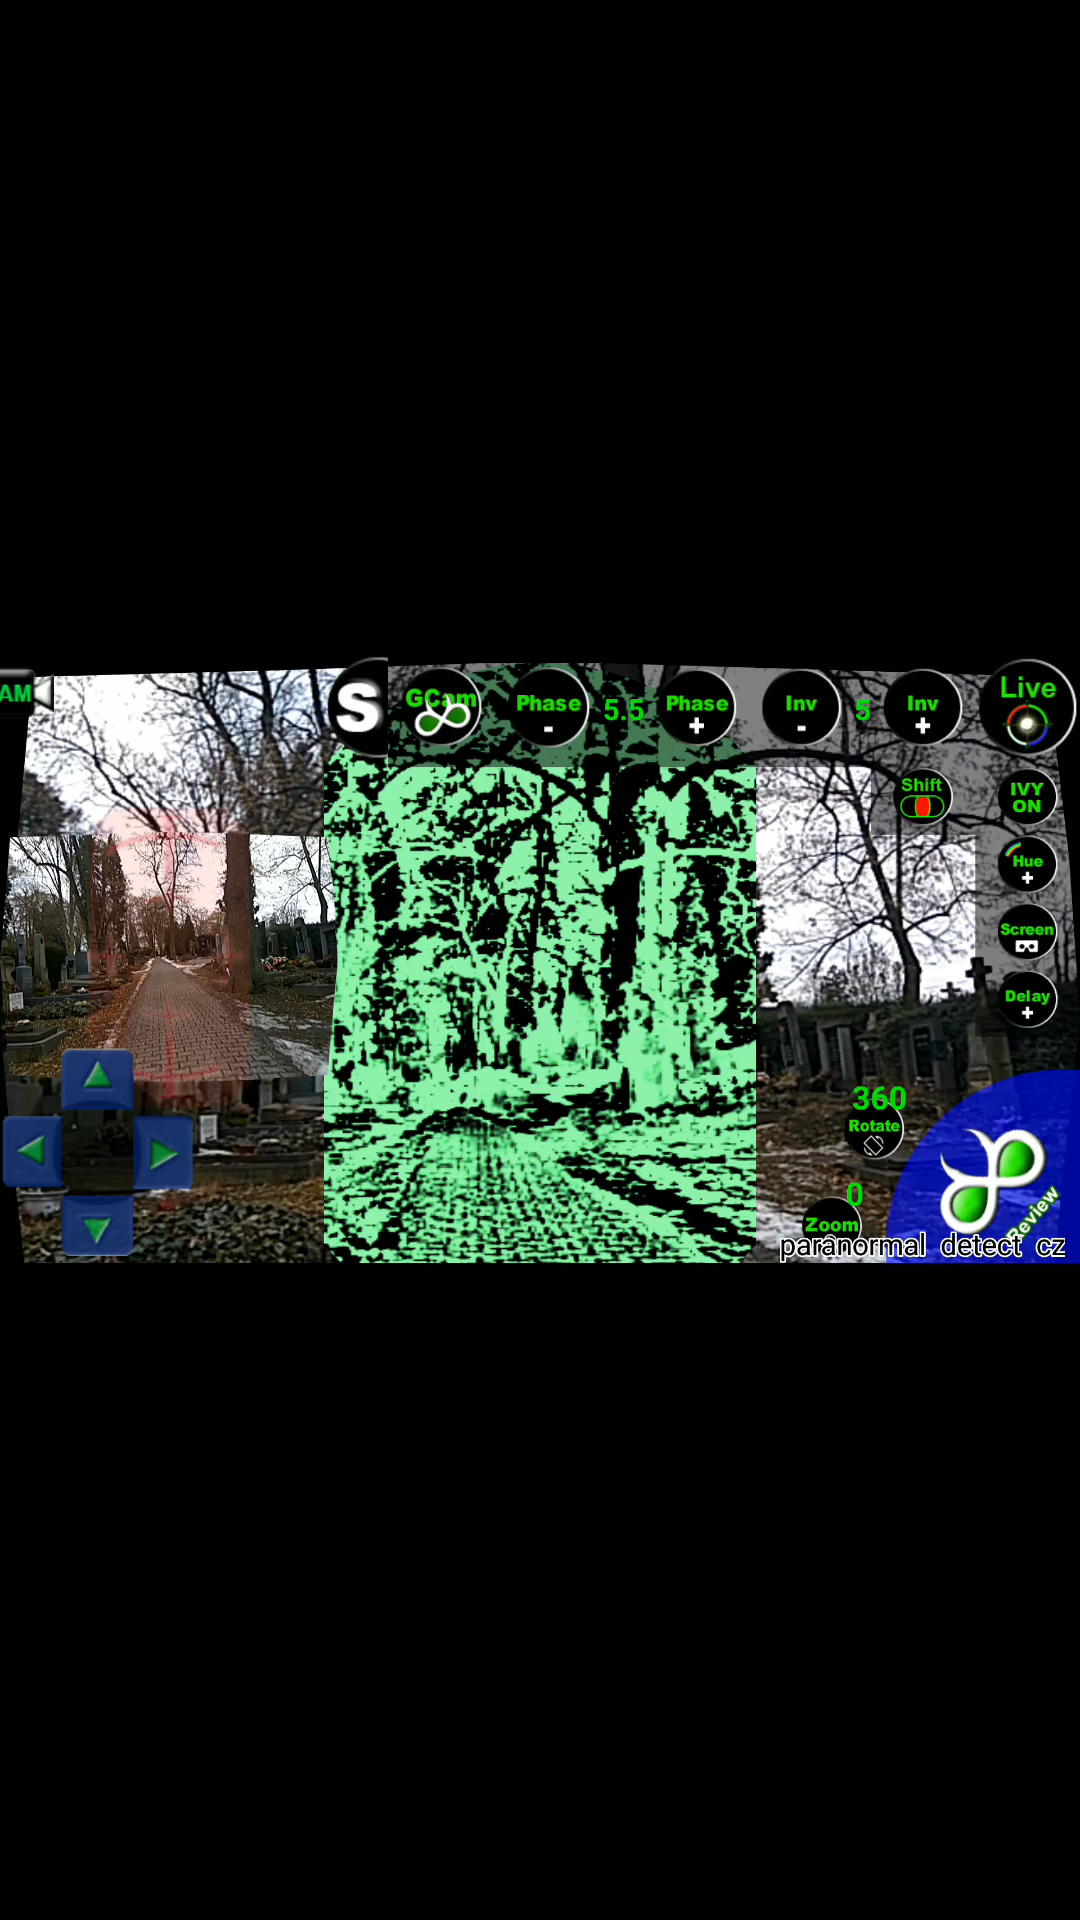 AM
S
GCam
Phase
-
5.5
Phase
+
Inv
-
5
Inv
+
Live
Shift
IVY
ON
Hue
+
Screen
Delay
+
360
Rotate
0
Zoom
Review
paranormal detect cz